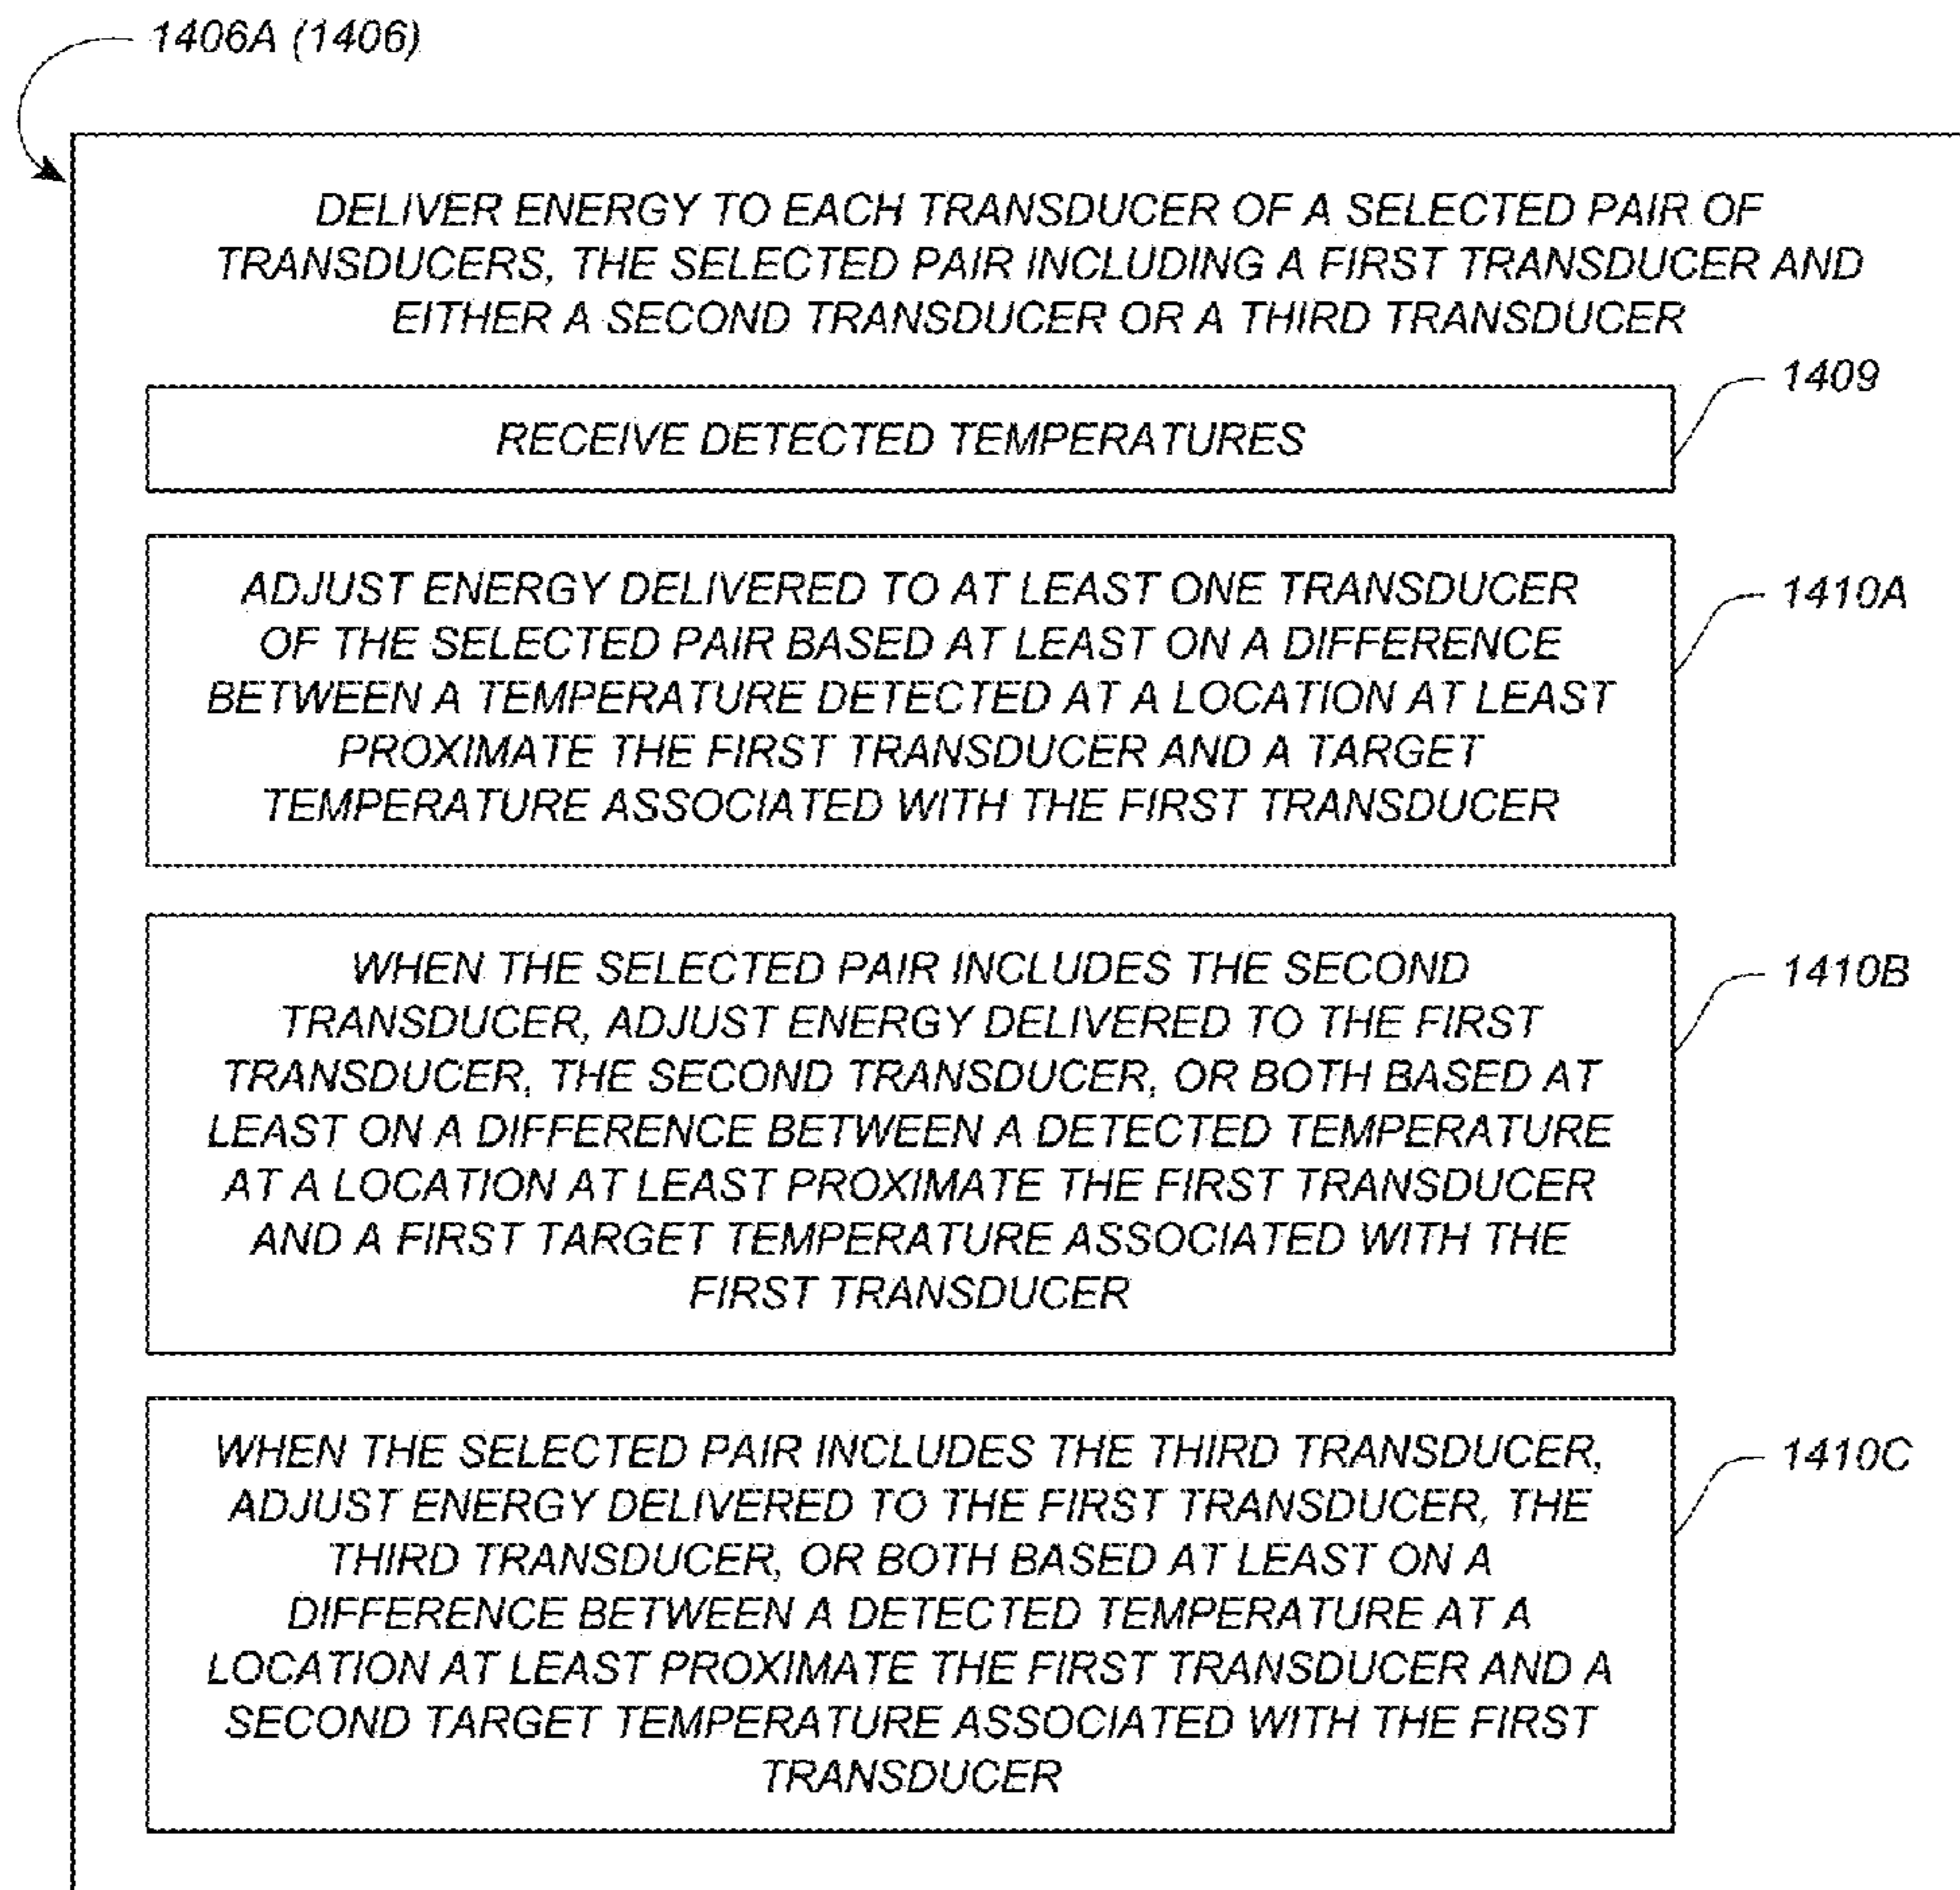 1406A (1406)
DELIVER ENERGY TO EACH TRANSDUCER OF A SELECTED PAIR OF
TRANSDUCERS, THE SELECTED PAIR INCLUDING A FIRST TRANSDUCER AND
EITHER A SECOND TRANSDUCER OR A THIRD TRANSDUCER
1409
RECEIVE DETECTED TEMPERATURES
1410A
ADJUST ENERGY DELIVERED TO AT LEAST ONE TRANSDUCER
OF THE SELECTED PAIR BASED AT LEAST ON A DIFFERENCE
BETWEEN A TEMPERATURE DETECTED AT A LOCATION AT LEAST
PROXIMATE THE FIRST TRANSDUCER AND A TARGET
TEMPERATURE ASSOCIATED WITH THE FIRST TRANSDUCER
1410B
WHEN THE SELECTED PAIR INCLUDES THE SECOND
TRANSDUCER, ADJUST ENERGY DELIVERED TO THE FIRST
TRANSDUCER, THE SECOND TRANSDUCER, OR BOTH BASED AT
LEAST ON A DIFFERENCE BETWEEN A DETECTED TEMPERATURE
AT A LOCATION AT LEAST PROXIMATE THE FIRST TRANSDUCER
AND A FIRST TARGET TEMPERATURE ASSOCIATED WITH THE
FIRST TRANSDUCER
1410C
WHEN THE SELECTED PAIR INCLUDES THE THIRD TRANSDUCER,
ADJUST ENERGY DELIVERED TO THE FIRST TRANSDUCER, THE
THIRD TRANSDUCER, OR BOTH BASED AT LEAST ON A
DIFFERENCE BETWEEN A DETECTED TEMPERATURE AT A
LOCATION AT LEAST PROXIMATE THE FIRST TRANSDUCER AND A
SECOND TARGET TEMPERATURE ASSOCIATED WITH THE FIRST
TRANSDUCER